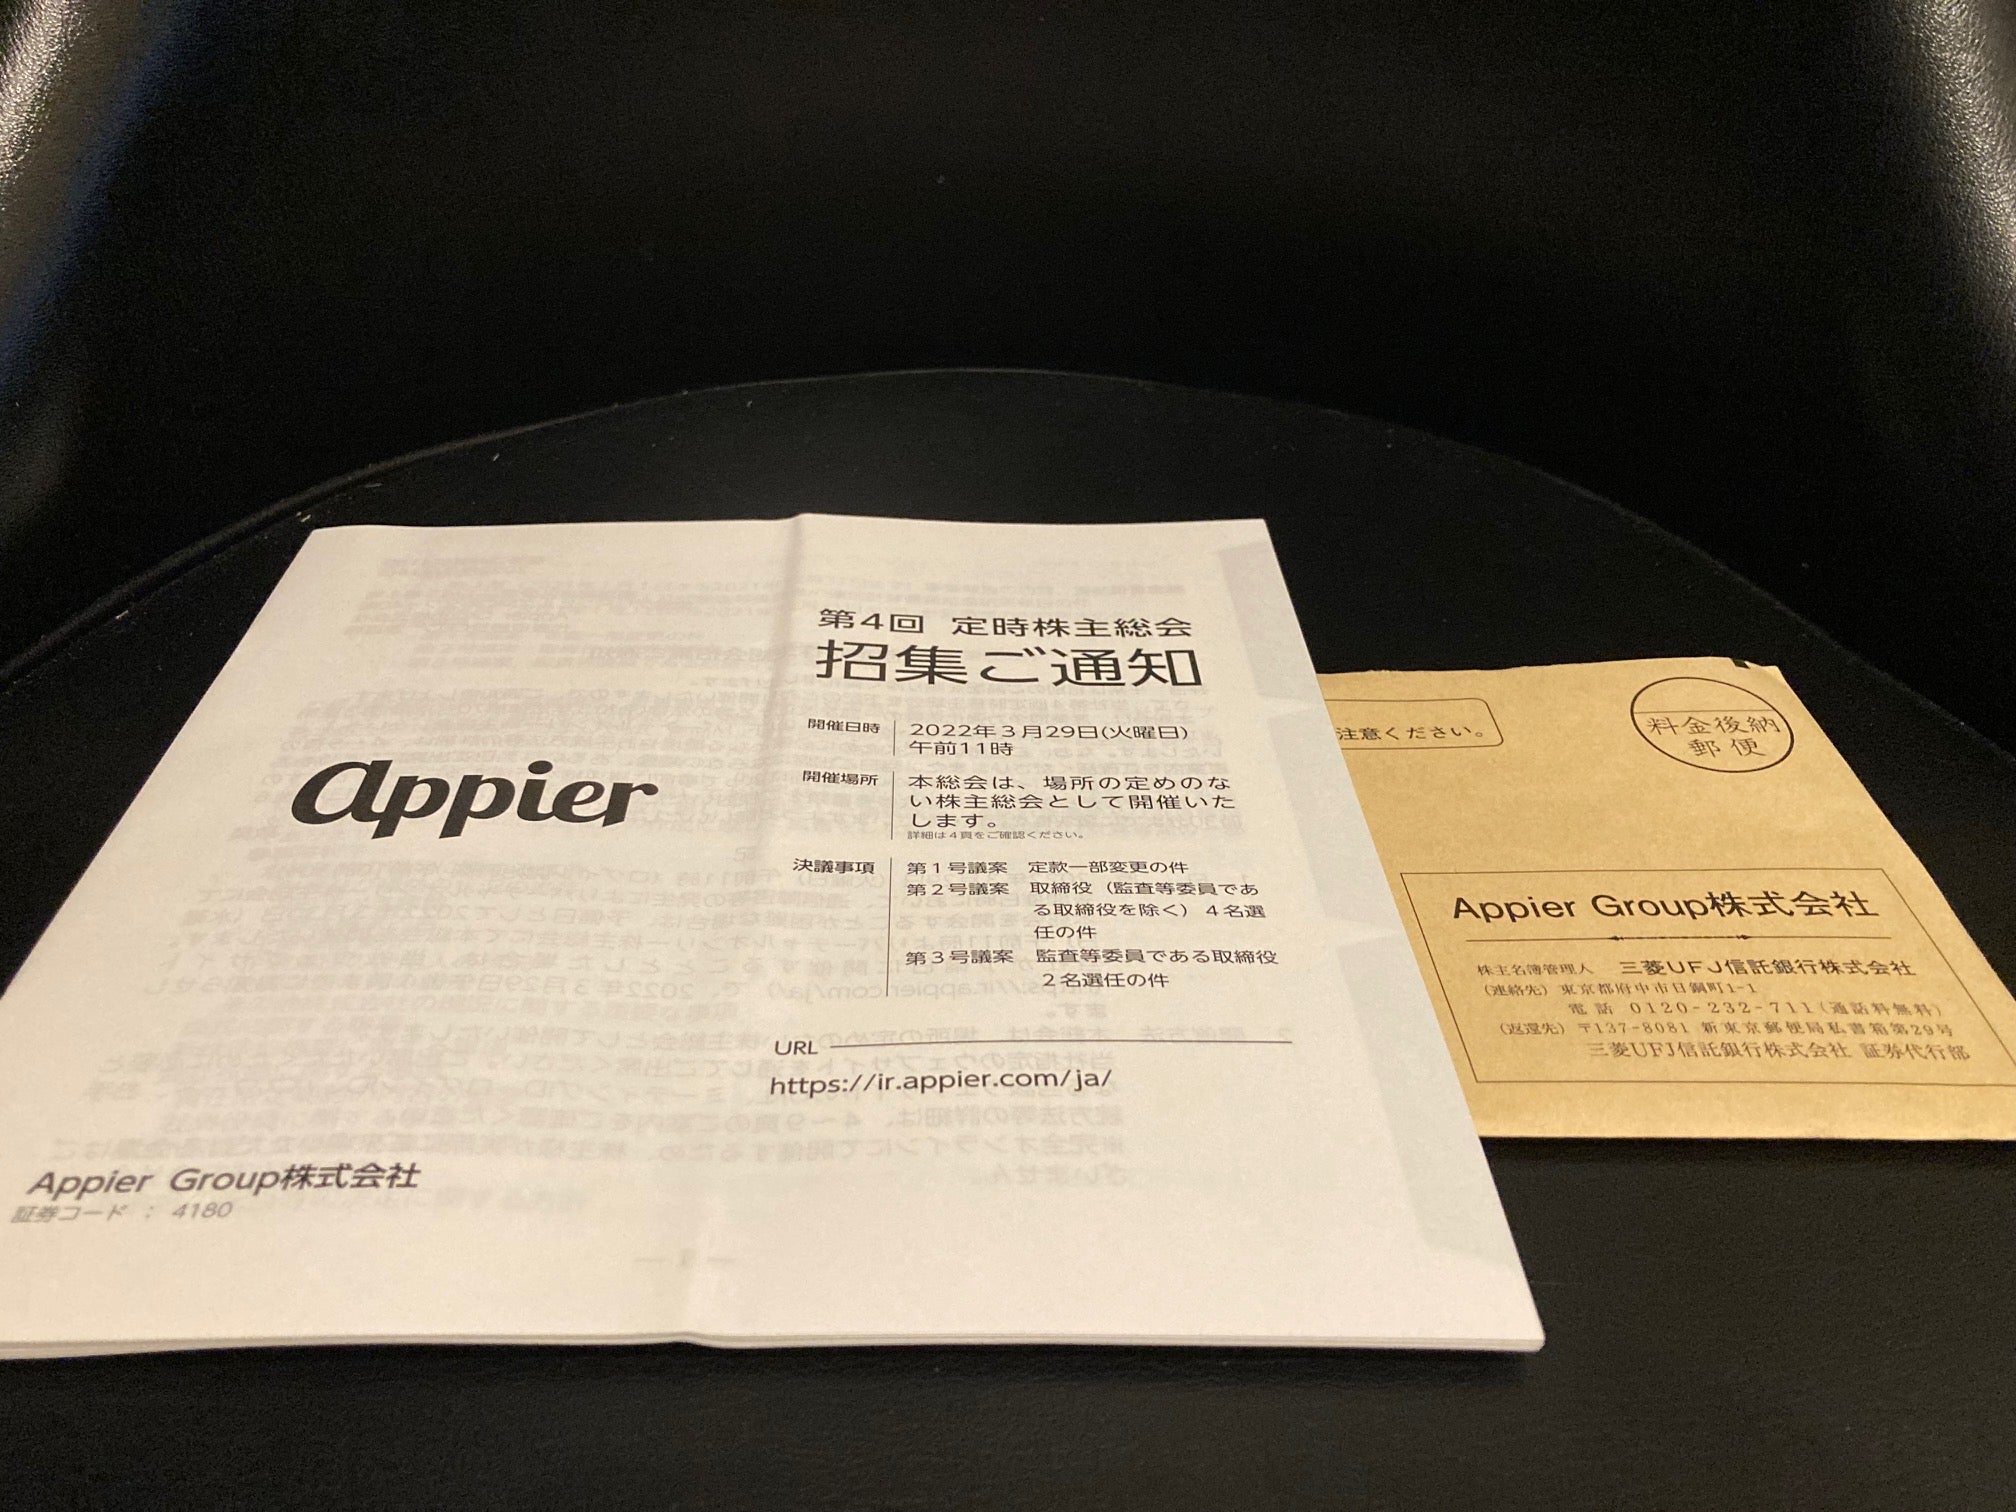 第4回 定時株主総会
招集ご通知
開催日時 2022年3月29日(火曜日)
午前11時
開催場所 本総会は、場所の定めのな
い株主総会として開催いた
します。
詳細は4頁をご確認ください。
決議事項 第1号議案 定款一部変更の件
第2号議案 取締役（監査等委員であ
る取締役を除く）4名選
任の件
第3号議案 監査等委員である取締役
2名選任の件
URL
https://ir.appier.com/ja/
appier
Appier Group株式会社
証券コード : 4180
注意ください。
料金後納
郵便
Appier Group株式会社
株主名簿管理人 三菱UFJ信託銀行株式会社
(連絡先) 東京都府中市日鋼町1-1
電話 0120-232-711(通話料無料)
(返還先) 〒137-8081 新東京郵便局私書箱第29号
三菱UFJ信託銀行株式会社 証券代行部